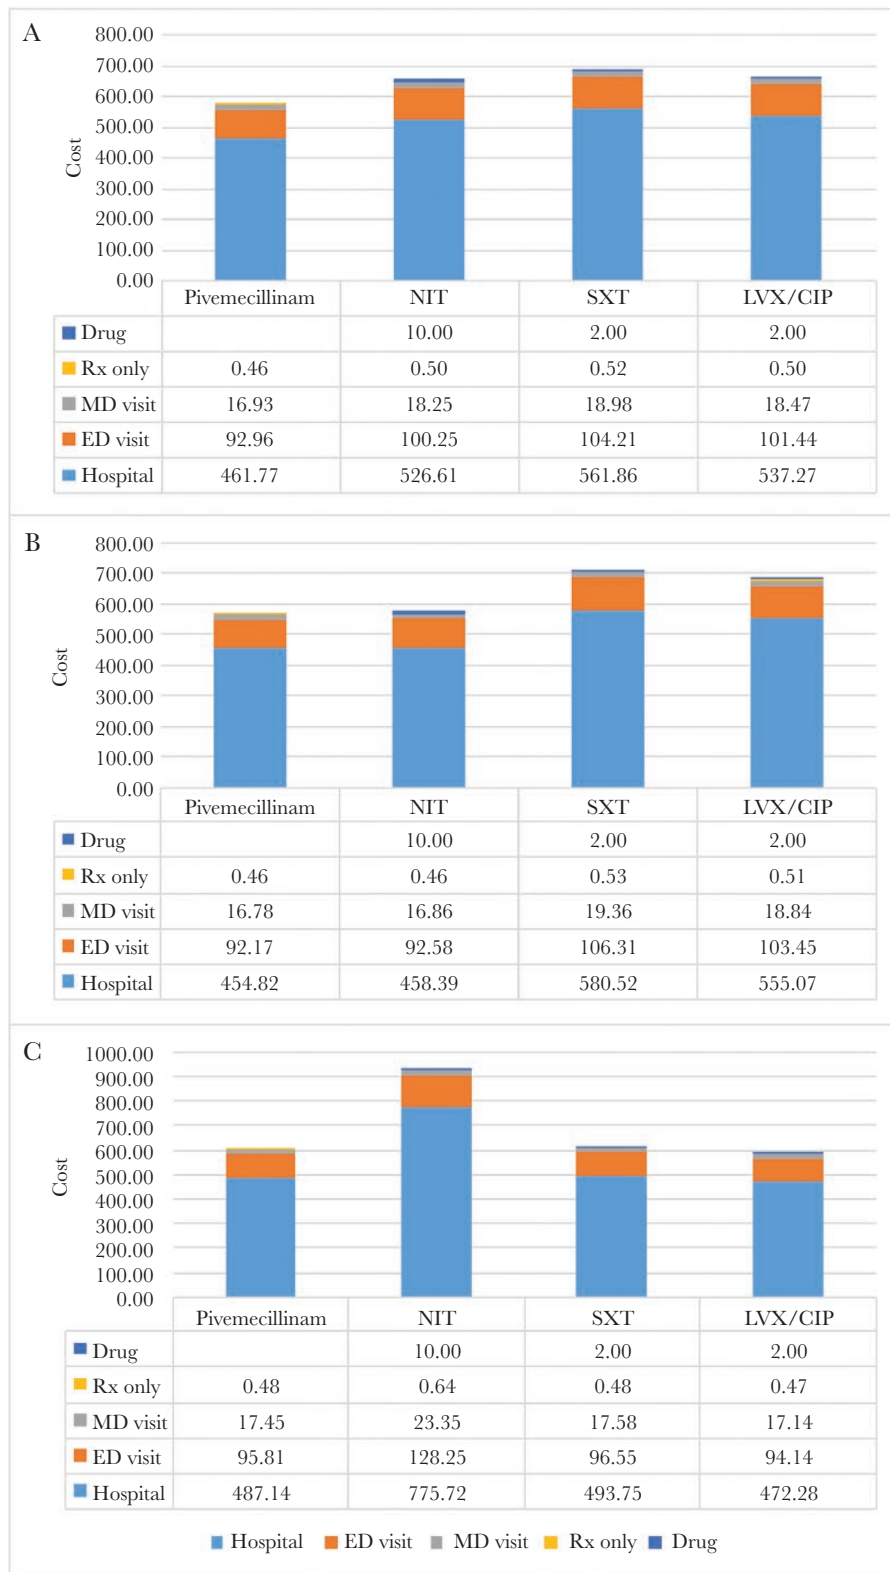 A
800.00
700.00
600.00
500.00
400.00
300.00
200.00
100.00
0.00
Cost
Pivemecillinam NIT SXT LVX/CIP
Drug 10.00 2.00 2.00
Rx only 0.46 0.50 0.52 0.50
MD visit 16.93 18.25 18.98 18.47
ED visit 92.96 100.25 104.21 101.44
Hospital 461.77 526.61 561.86 537.27
B
800.00
700.00
600.00
500.00
400.00
300.00
200.00
100.00
0.00
Cost
Pivemecillinam NIT SXT LVX/CIP
Drug 10.00 2.00 2.00
Rx only 0.46 0.46 0.53 0.51
MD visit 16.78 16.86 19.36 18.84
ED visit 92.17 92.58 106.31 103.45
Hospital 454.82 458.39 580.52 555.07
C
1000.00
900.00
800.00
700.00
600.00
500.00
400.00
300.00
200.00
100.00
0.00
Cost
Pivemecillinam NIT SXT LVX/CIP
Drug 10.00 2.00 2.00
Rx only 0.48 0.64 0.48 0.47
MD visit 17.45 23.35 17.58 17.14
ED visit 95.81 128.25 96.55 94.14
Hospital 487.14 775.72 493.75 472.28
Hospital ED visit MD visit Rx only Drug